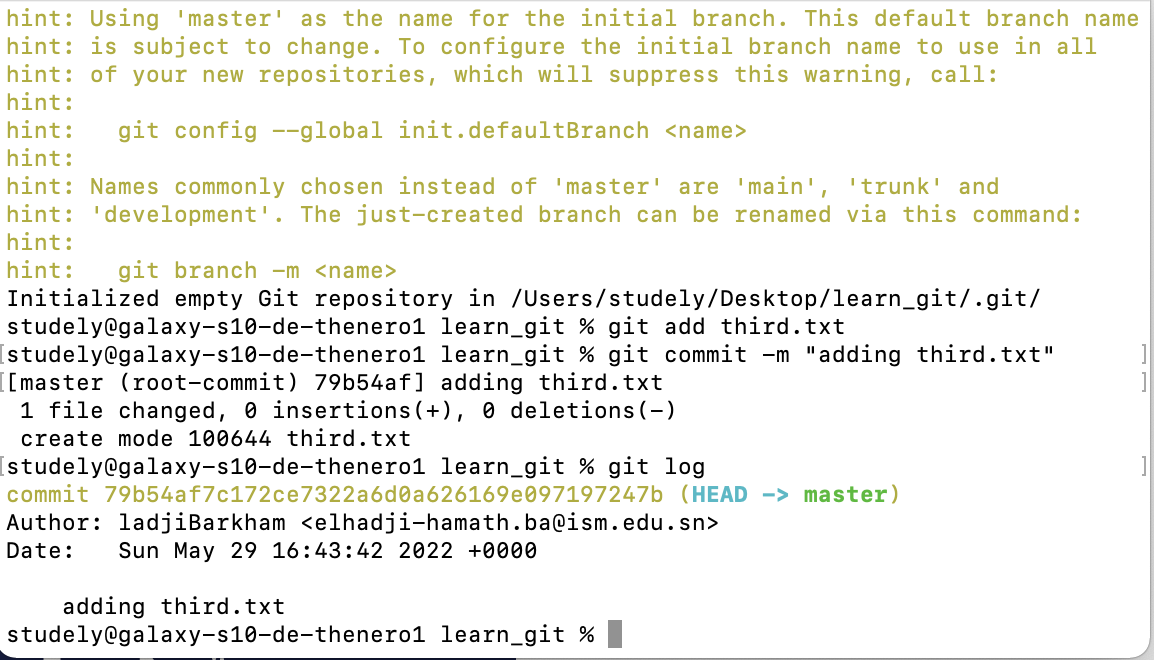 hint: Using 'master' as the name for the initial branch. This default branch name
hint: is subject to change. To configure the initial branch name to use in all
hint: of your new repositories, which will suppress this warning, call:
hint:
hint:   git config --global init.defaultBranch <name>
hint:
hint: Names commonly chosen instead of 'master' are 'main', 'trunk' and
hint: 'development'. The just-created branch can be renamed via this command:
hint:
hint:   git branch -m <name>
Initialized empty Git repository in /Users/studely/Desktop/learn_git/.git/
studely@galaxy-s10-de-thenero1 learn_git % git add third.txt
[studely@galaxy-s10-de-thenero1 learn_git % git commit -m "adding third.txt" ]
[[master (root-commit) 79b54af] adding third.txt ]
 1 file changed, 0 insertions(+), 0 deletions(-)
 create mode 100644 third.txt
[studely@galaxy-s10-de-thenero1 learn_git % git log ]
commit 79b54af7c172ce7322a6d0a626169e097197247b (HEAD -> master)
Author: ladjiBarkham <elhadji-hamath.ba@ism.edu.sn>
Date:   Sun May 29 16:43:42 2022 +0000

    adding third.txt
studely@galaxy-s10-de-thenero1 learn_git %